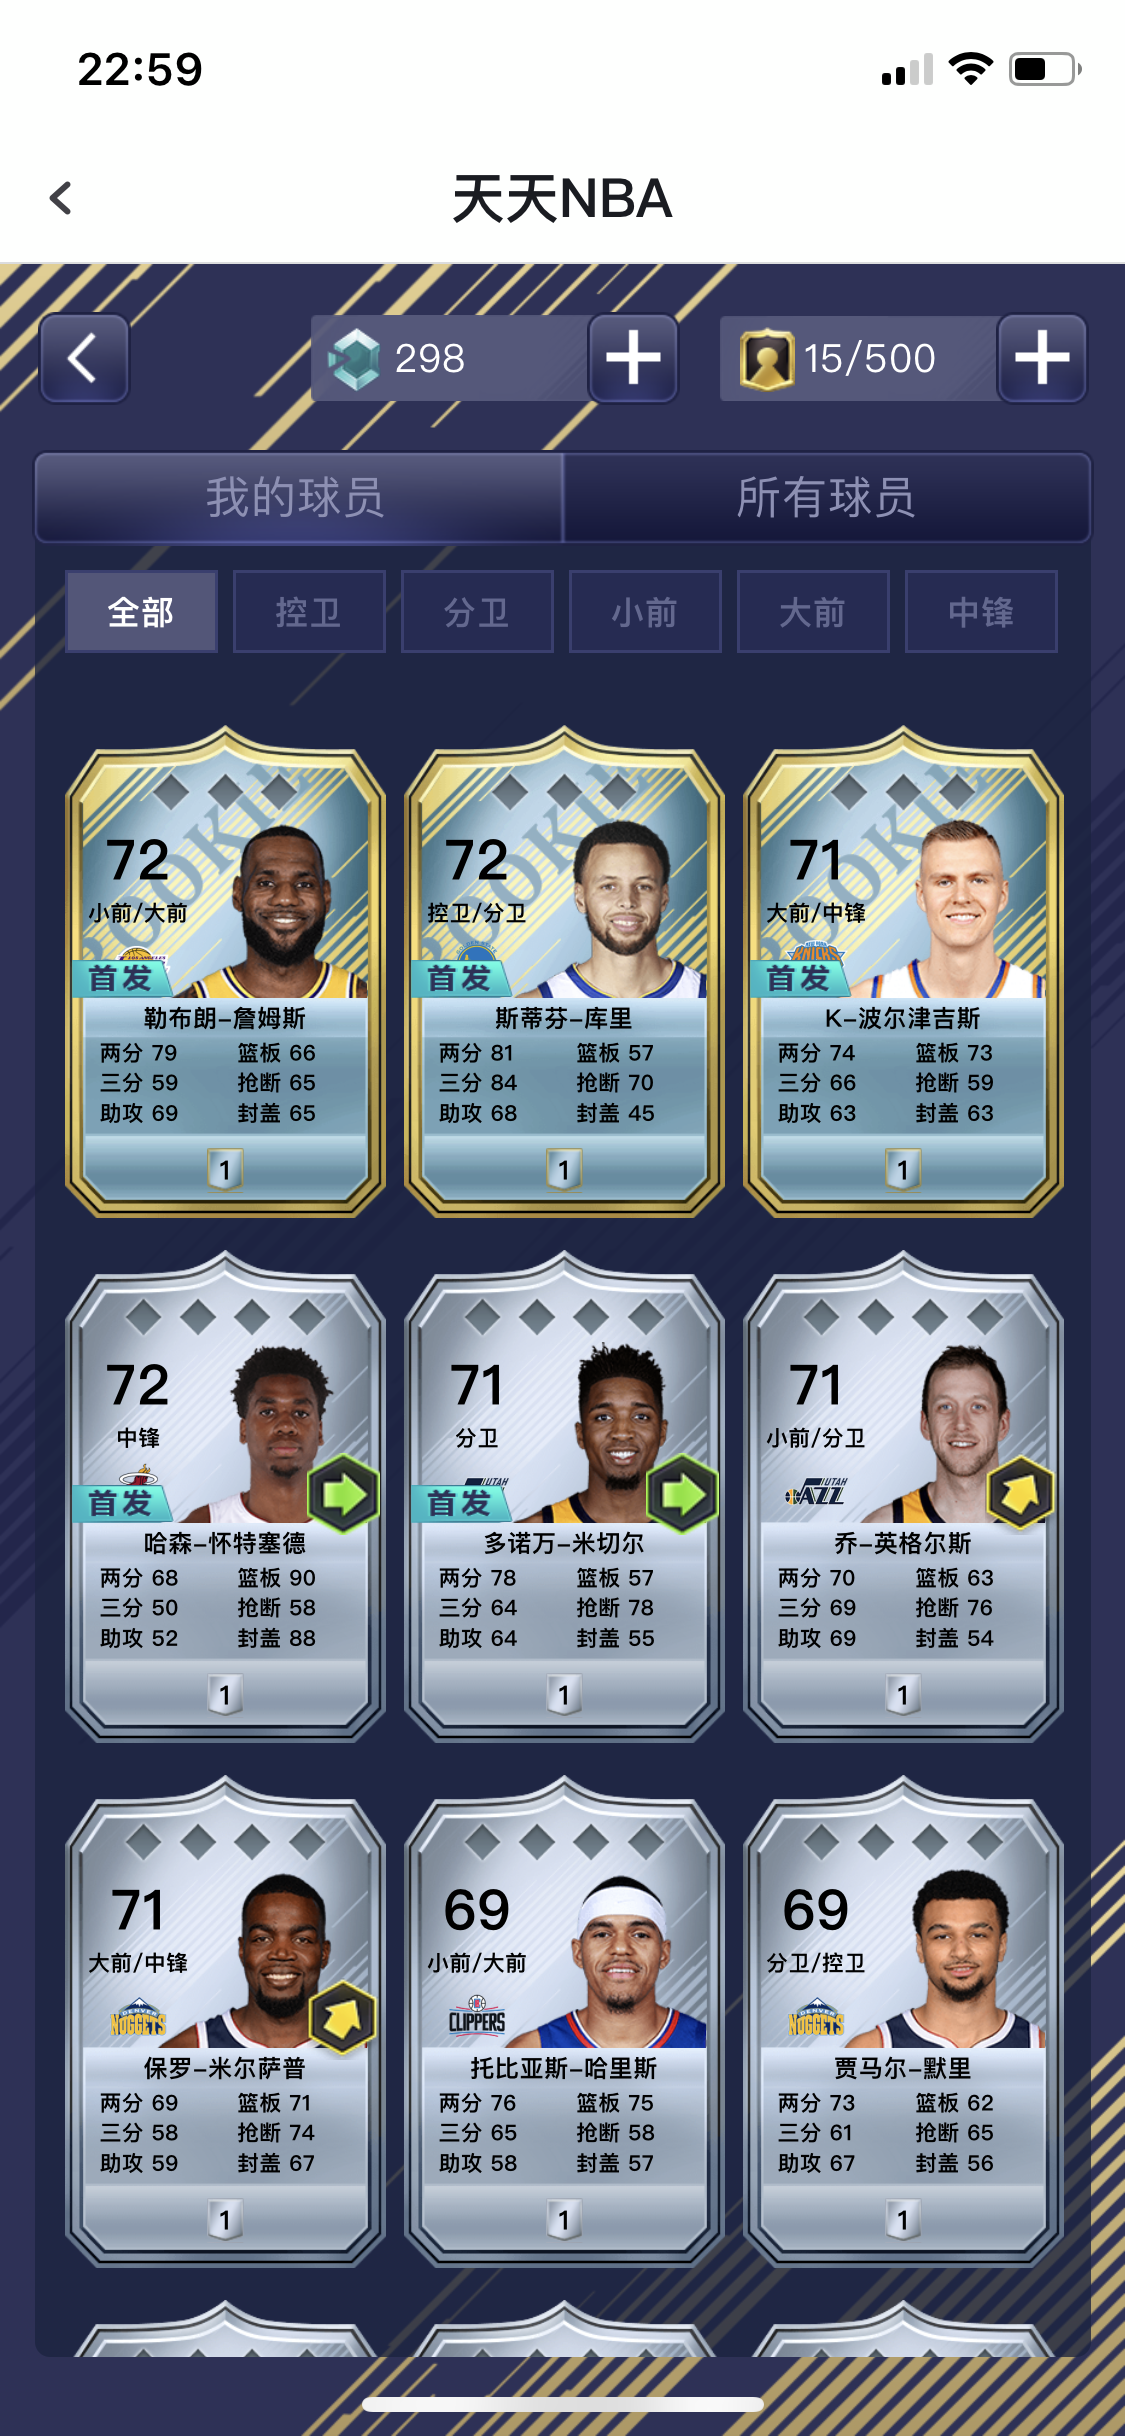 22:59
天天NBA
298
15/500
我的球员 所有球员
全部 控卫 分卫 小前 大前 中锋
ROOKIE
72
小前/大前
首发
勒布朗-詹姆斯
两分 79 篮板 66
三分 59 抢断 65
助攻 69 封盖 65
1
ROOKIE
72
控卫/分卫
首发
斯蒂芬-库里
两分 81 篮板 57
三分 84 抢断 70
助攻 68 封盖 45
1
ROOKIE
71
大前/中锋
KNICKS
首发
K-波尔津吉斯
两分 74 篮板 73
三分 66 抢断 59
助攻 63 封盖 63
1
72
中锋
首发
哈森-怀特塞德
两分 68 篮板 90
三分 50 抢断 58
助攻 52 封盖 88
1
71
分卫
UTAH
首发
多诺万-米切尔
两分 78 篮板 57
三分 64 抢断 78
助攻 64 封盖 55
1
71
小前/分卫
UTAH
JAZZ
乔-英格尔斯
两分 70 篮板 63
三分 69 抢断 76
助攻 69 封盖 54
1
71
大前/中锋
DENVER
NUGGETS
保罗-米尔萨普
两分 69 篮板 71
三分 58 抢断 74
助攻 59 封盖 67
1
69
小前/大前
CLIPPERS
托比亚斯-哈里斯
两分 76 篮板 75
三分 65 抢断 58
助攻 58 封盖 57
1
69
分卫/控卫
DENVER
NUGGETS
贾马尔-默里
两分 73 篮板 62
三分 61 抢断 65
助攻 67 封盖 56
1